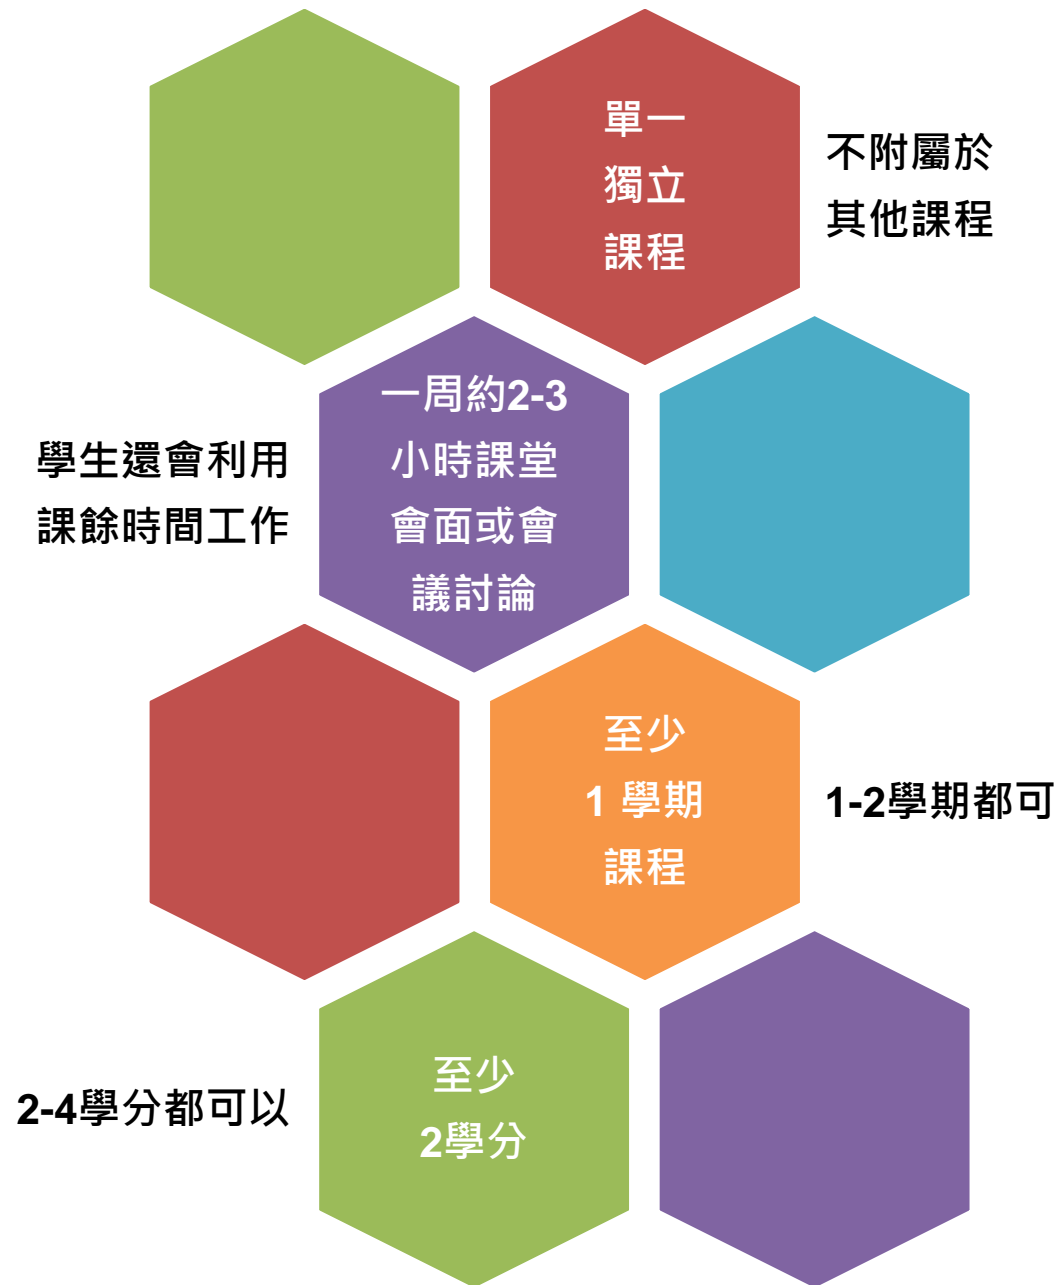 單一
獨立
課程
不附屬於
其他課程
學生還會利用
課餘時間工作
一周約2-3
小時課堂
會面或會
議討論
至少
1 學期
課程
1-2學期都可
2-4學分都可以
至少
2學分